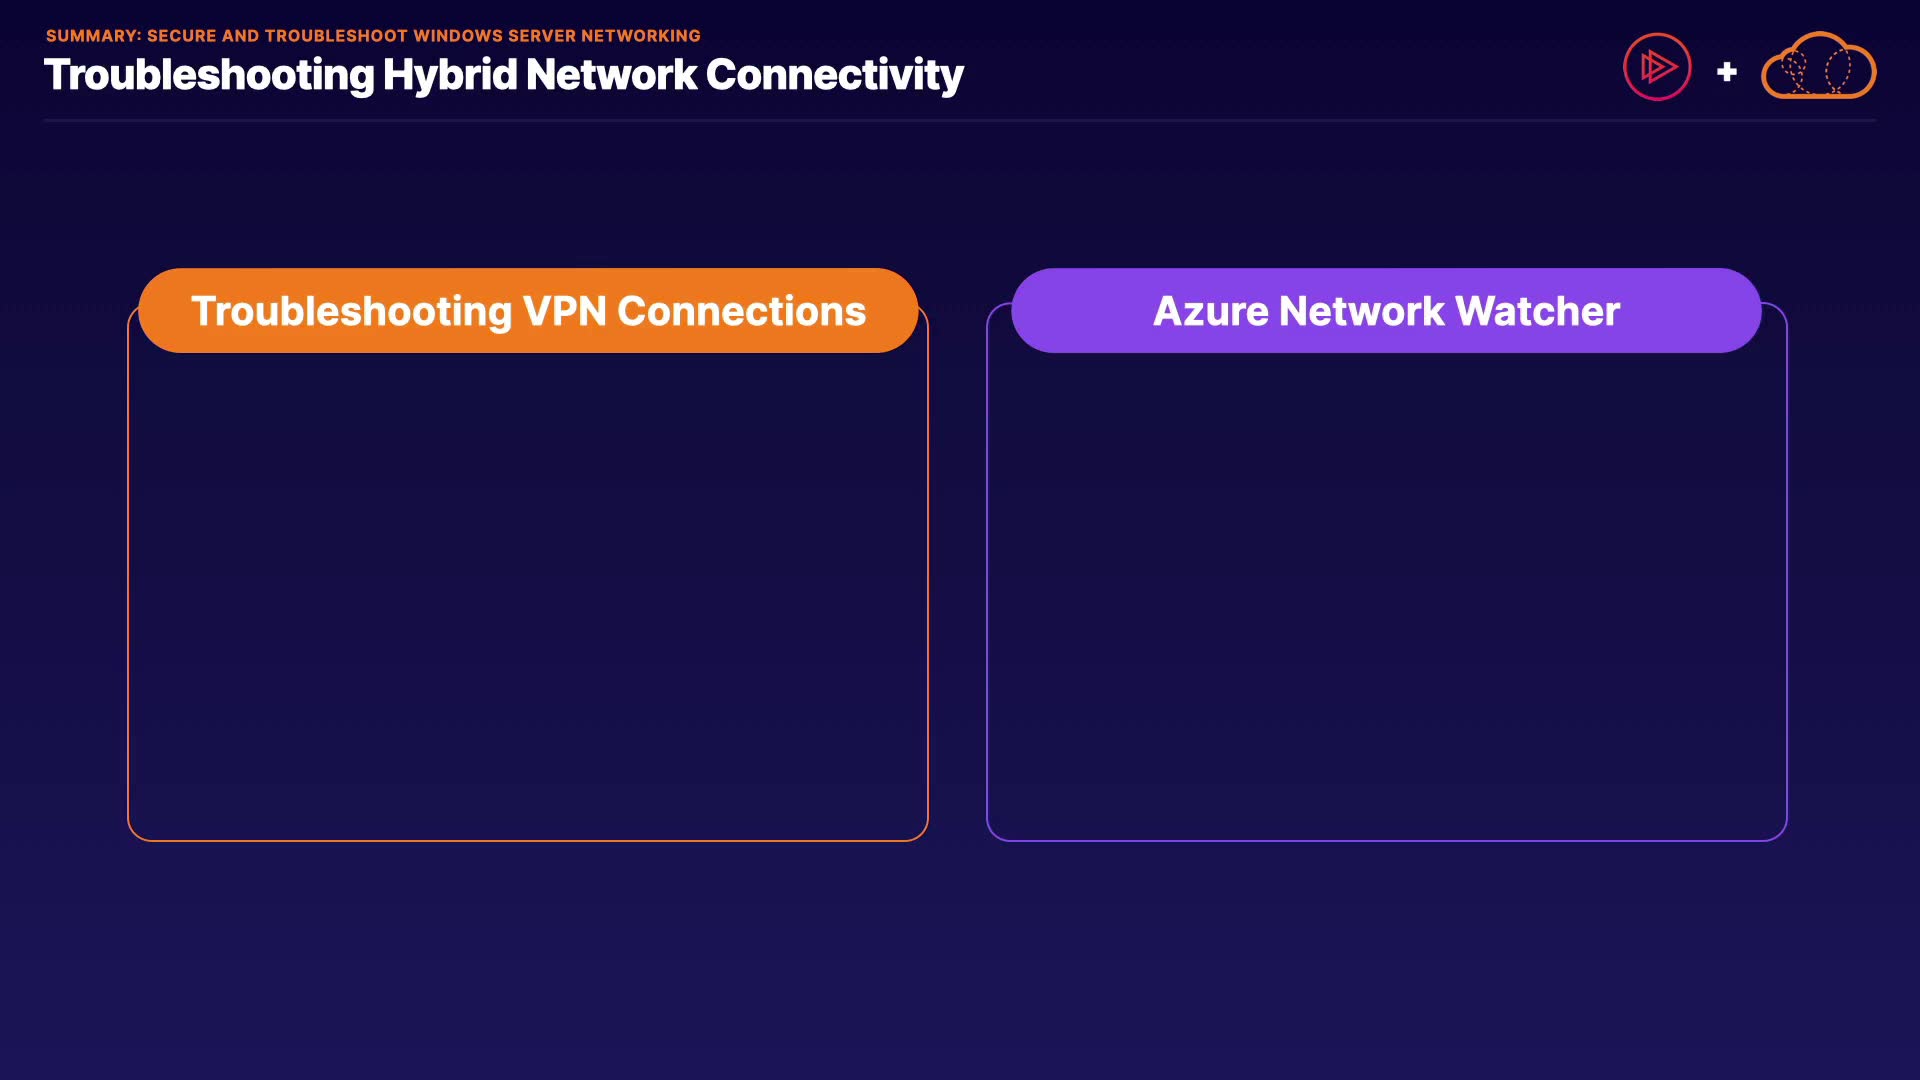 SUMMARY: SECURE AND TROUBLESHOOT WINDOWS SERVER NETWORKING
Troubleshooting Hybrid Network Connectivity
+
Troubleshooting VPN Connections
Azure Network Watcher